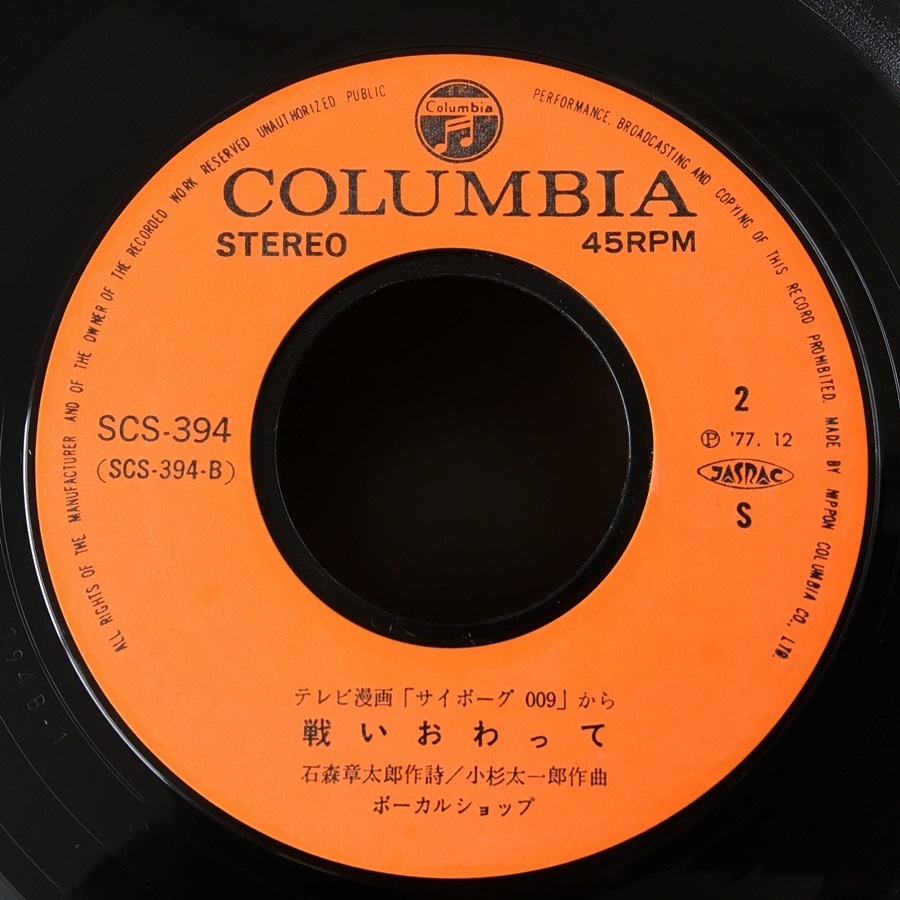 Columbia
ALL RIGHTS OF THE MANUFACTURER AND OF THE OWNER OF THE RECORDED WORK RESERVED UNAUTHORIZED PUBLIC PERFORMANCE. BROADCASTING AND COPYING OF THIS RECORD PROHIBITED. MADE BY NIPPON COLUMBIA CO., LTD.
COLUMBIA
STEREO 45RPM
2
SCS-394
(SCS-394-B)
Ⓟ '77. 12
JASRAC
S
テレビ漫画「サイボーグ 009」から
戦いおわって
石森章太郎作詩/小杉太一郎作曲
ボーカルショップ